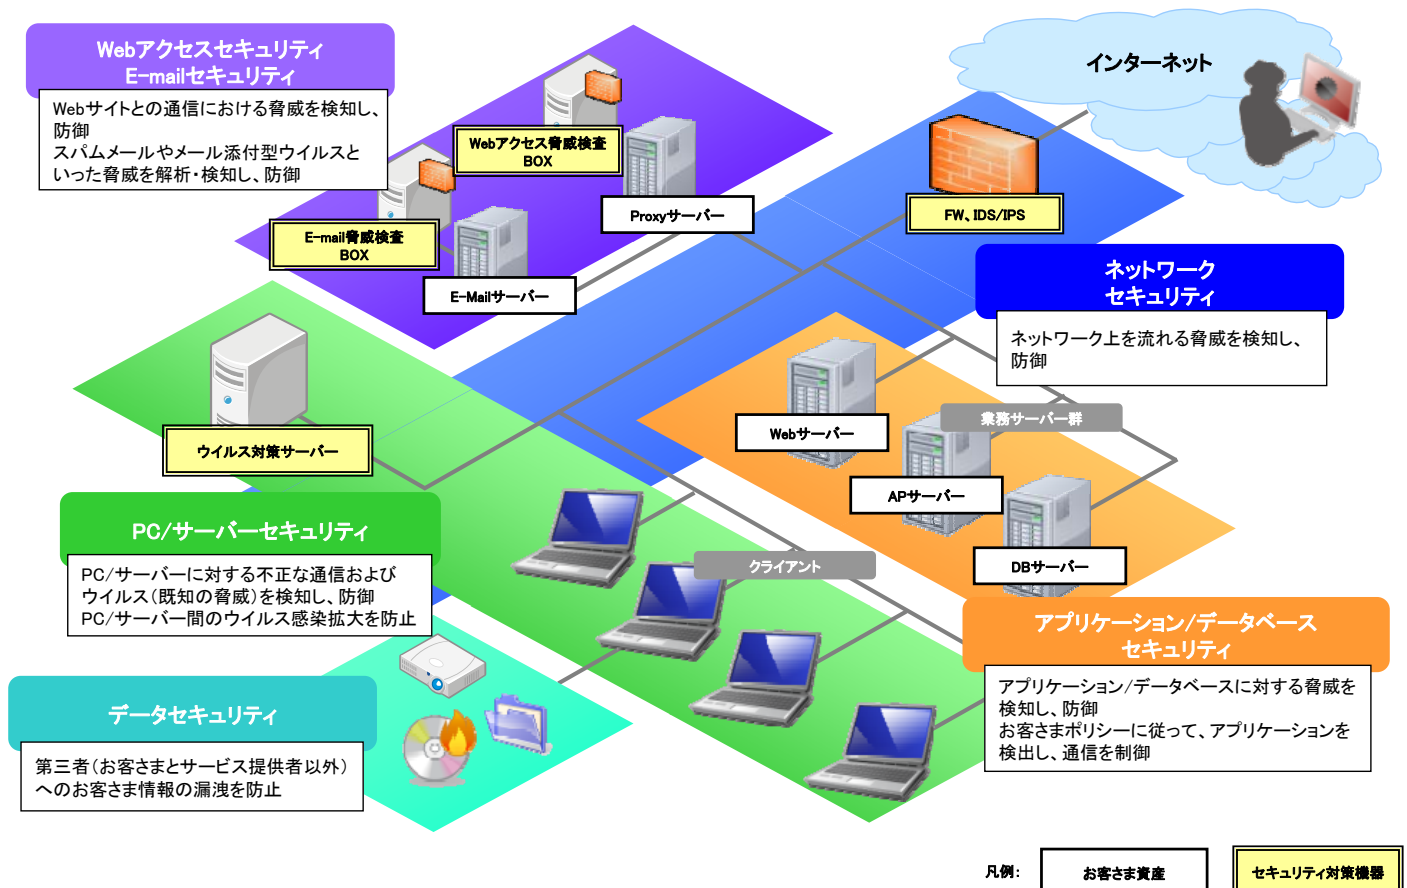 Webアクセスセキュリティ
E-mailセキュリティ
Webサイトとの通信における脅威を検知し、
防御
スパムメールやメール添付型ウイルスと
いった脅威を解析・検知し、防御
Webアクセス脅威検査
BOX
E-mail脅威検査
BOX
Proxyサーバー
E-Mailサーバー
インターネット
FW、IDS/IPS
ネットワーク
セキュリティ
ネットワーク上を流れる脅威を検知し、
防御
ウイルス対策サーバー
Webサーバー
業務サーバー群
APサーバー
DBサーバー
PC/サーバーセキュリティ
PC/サーバーに対する不正な通信および
ウイルス(既知の脅威)を検知し、防御
PC/サーバー間のウイルス感染拡大を防止
クライアント
アプリケーション/データベース
セキュリティ
アプリケーション/データベースに対する脅威を
検知し、防御
お客さまポリシーに従って、アプリケーションを
検出し、通信を制御
データセキュリティ
第三者(お客さまとサービス提供者以外)
へのお客さま情報の漏洩を防止
凡例:
お客さま資産
セキュリティ対策機器